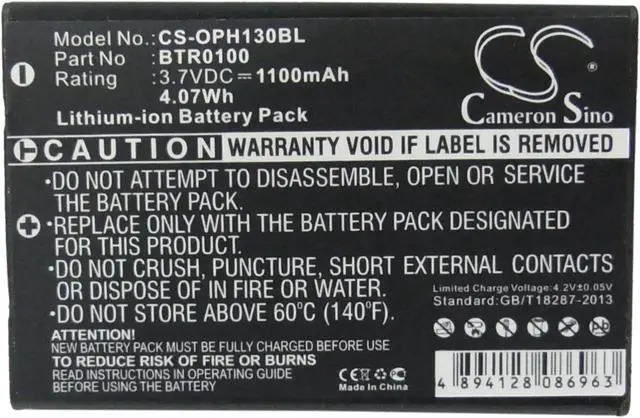 Model No: CS-OPH130BL
Part No: BTR0100
Rating: 3.7VDC⎓1100mAh
4.07Wh
Lithium-ion Battery Pack
CS
Cameron Sino
CAUTION WARRANTY VOID IF LABEL IS REMOVED
•DO NOT ATTEMPT TO DISASSEMBLE, OPEN OR SERVICE
THE BATTERY PACK.
•REPLACE ONLY WITH THE BATTERY PACK DESIGNATED
FOR THIS PRODUCT.
•DO NOT CRUSH, PUNCTURE, SHORT EXTERNAL CONTACTS
OR DISPOSE OF IN FIRE OR WATER.
•DO NOT STORE ABOVE 60℃ (140℉).
Limited Charge Voltage:4.2V±0.05V
Standard:GB/T18287-2013
ATTENTION!
NEW BATTERY PACK MUST BE FULLY CHARGED BEFORE USE
TO REDUCE RISK OF FIRE OR BURNS
READ INSTRUCTIONS IN DEVICE'S USER GUIDE
Made In China
4 894128 086963